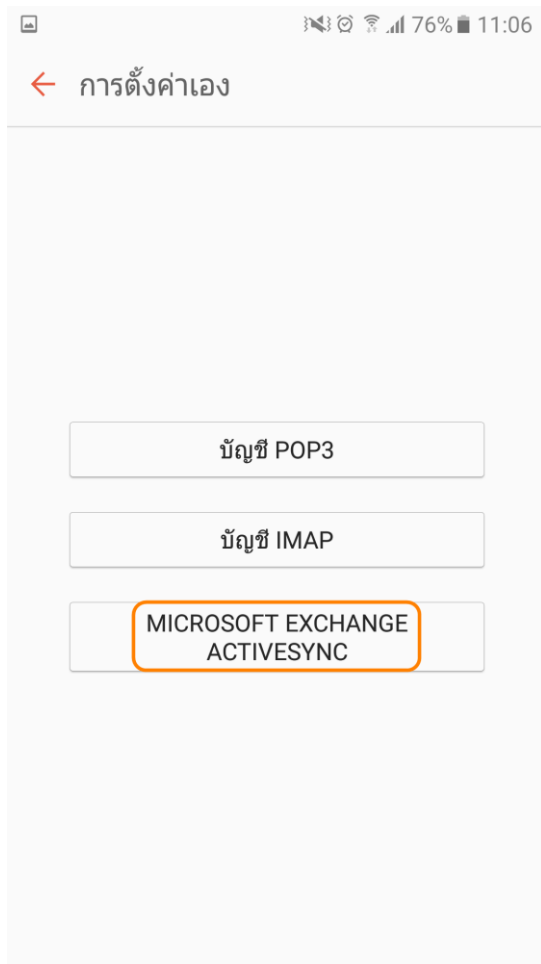 76% 11:06
การตั้งค่าเอง
บัญชี POP3
บัญชี IMAP
MICROSOFT EXCHANGE
ACTIVESYNC